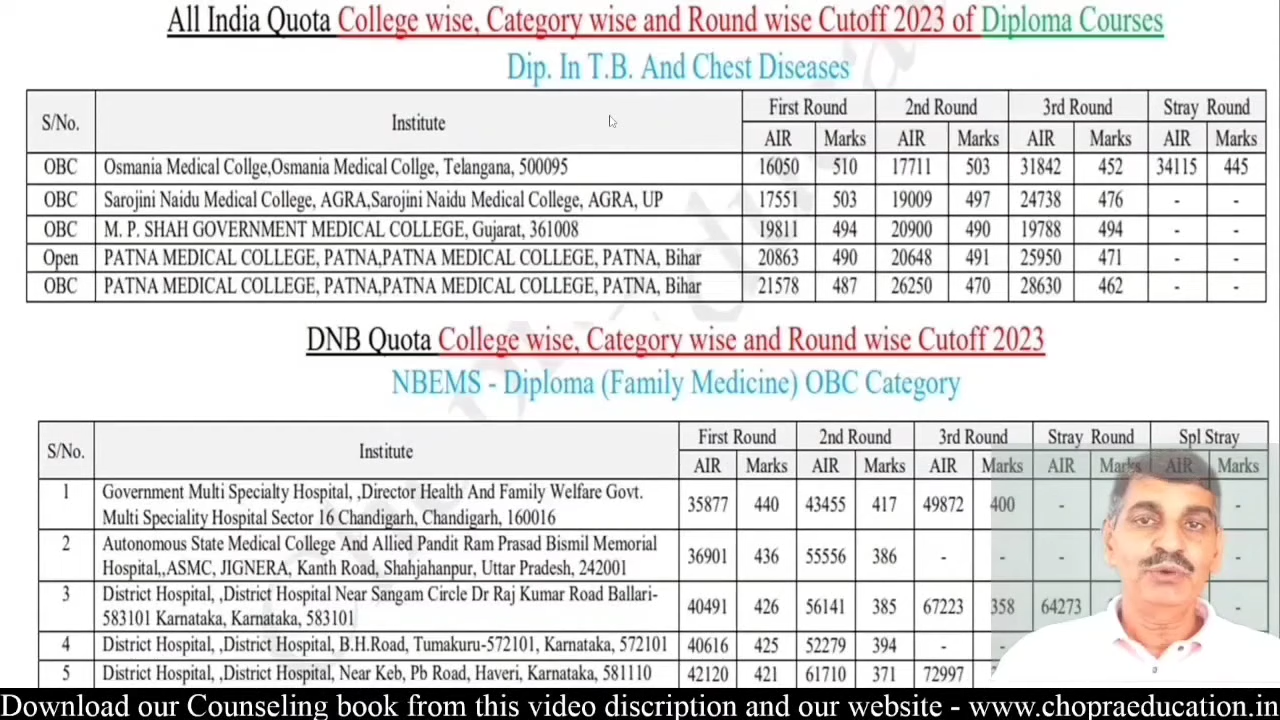 All India Quota College wise, Category wise and Round wise Cutoff 2023 of Diploma Courses
Dip. In T.B. And Chest Diseases
S/No. Institute First Round 2nd Round 3rd Round Stray Round
AIR Marks AIR Marks AIR Marks AIR Marks
OBC Osmania Medical Collge,Osmania Medical Collge, Telangana, 500095 16050 510 17711 503 31842 452 34115 445
OBC Sarojini Naidu Medical College, AGRA,Sarojini Naidu Medical College, AGRA, UP 17551 503 19009 497 24738 476 - -
OBC M. P. SHAH GOVERNMENT MEDICAL COLLEGE, Gujarat, 361008 19811 494 20900 490 19788 494 - -
Open PATNA MEDICAL COLLEGE, PATNA,PATNA MEDICAL COLLEGE, PATNA, Bihar 20863 490 20648 491 25950 471 - -
OBC PATNA MEDICAL COLLEGE, PATNA,PATNA MEDICAL COLLEGE, PATNA, Bihar 21578 487 26250 470 28630 462 - -
DNB Quota College wise, Category wise and Round wise Cutoff 2023
NBEMS - Diploma (Family Medicine) OBC Category
S/No. Institute First Round 2nd Round 3rd Round Stray Round Spl Stray
AIR Marks AIR Marks AIR Marks AIR Marks AIR Marks
1 Government Multi Specialty Hospital, ,Director Health And Family Welfare Govt. 35877 440 43455 417 49872 400 - -
Multi Speciality Hospital Sector 16 Chandigarh, Chandigarh, 160016
2 Autonomous State Medical College And Allied Pandit Ram Prasad Bismil Memorial 36901 436 55556 386 - - - -
Hospital,,ASMC, JIGNERA, Kanth Road, Shahjahanpur, Uttar Pradesh, 242001
3 District Hospital, ,District Hospital Near Sangam Circle Dr Raj Kumar Road Ballari- 40491 426 56141 385 67223 358 64273 -
583101 Karnataka, Karnataka, 583101
4 District Hospital, ,District Hospital, B.H.Road, Tumakuru-572101, Karnataka, 572101 40616 425 52279 394 - -
5 District Hospital, ,District Hospital, Near Keb, Pb Road, Haveri, Karnataka, 581110 42120 421 61710 371 72997
Download our Counseling book from this video discription and our website - www.chopraeducation.in